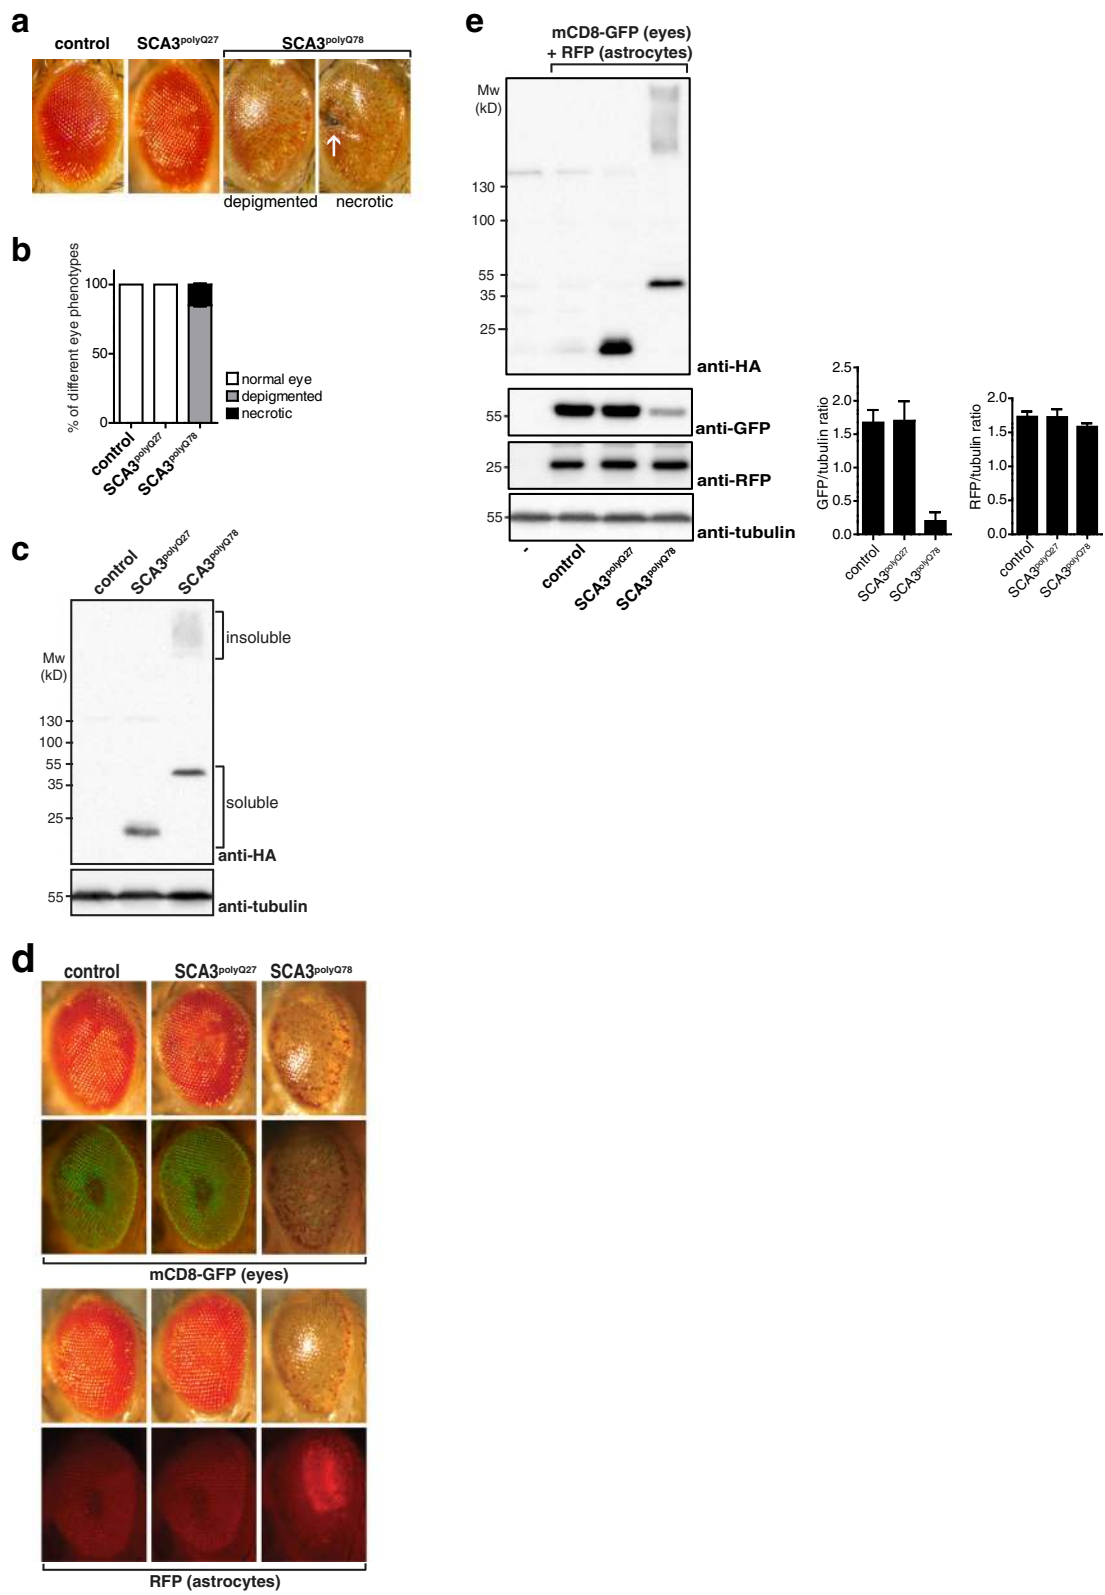 a
control
SCA3polyQ27
SCA3polyQ78
depigmented
necrotic
b
% of different eye phenotypes
100
50
0
control
SCA3polyQ27
SCA3polyQ78
normal eye
depigmented
necrotic
c
control
SCA3polyQ27
SCA3polyQ78
Mw
(kD)
130
100
55
35
25
insoluble
soluble
anti-HA
55
anti-tubulin
d
control
SCA3polyQ27
SCA3polyQ78
mCD8-GFP (eyes)
RFP (astrocytes)
e
mCD8-GFP (eyes)
+ RFP (astrocytes)
Mw
(kD)
130
100
55
35
25
anti-HA
55
anti-GFP
25
anti-RFP
55
anti-tubulin
-
control
SCA3polyQ27
SCA3polyQ78
GFP/tubulin ratio
2.5
2.0
1.5
1.0
0.5
0.0
control
SCA3polyQ27
SCA3polyQ78
RFP/tubulin ratio
2.0
1.5
1.0
0.5
0.0
control
SCA3polyQ27
SCA3polyQ78